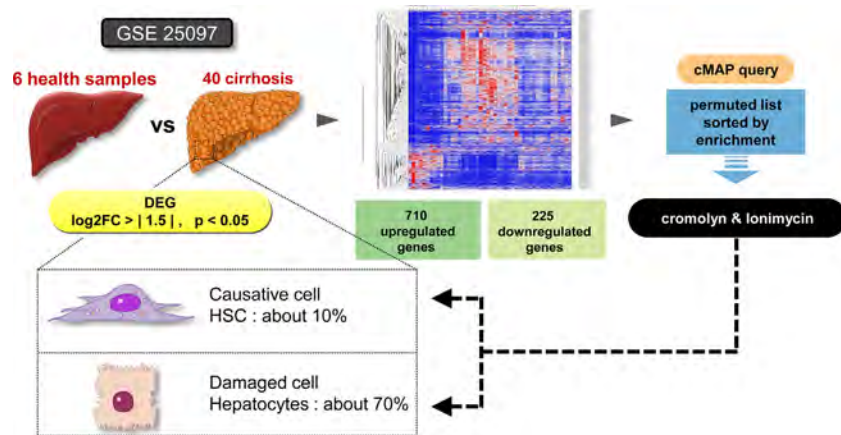 GSE 25097
6 health samples
40 cirrhosis
vs
DEG
log2FC > | 1.5 | , p < 0.05
710
upregulated
genes
225
downregulated
genes
cMAP query
permuted list
sorted by
enrichment
cromolyn & Ionimycin
Causative cell
HSC : about 10%
Damaged cell
Hepatocytes : about 70%